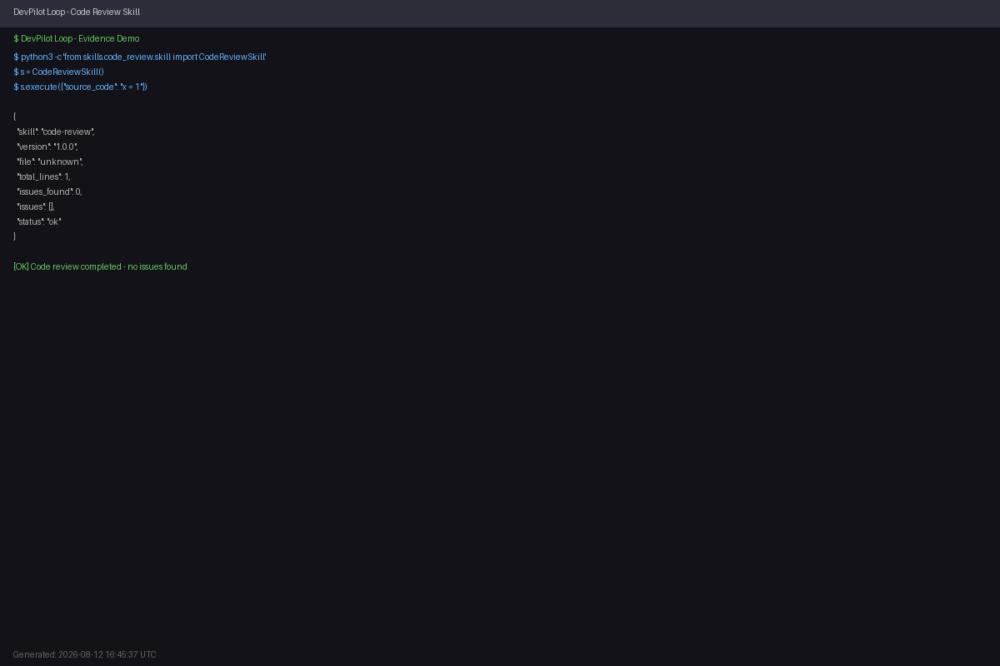 DevPilot Loop - Code Review Skill
$ DevPilot Loop - Evidence Demo
$ python3 -c 'from skills.code_review.skill import CodeReviewSkill'
$ s = CodeReviewSkill()
$ s.execute({"source_code": "x = 1"})
{
  "skill": "code-review",
  "version": "1.0.0",
  "file": "unknown",
  "total_lines": 1,
  "issues_found": 0,
  "issues": [],
  "status": "ok"
}
[OK] Code review completed - no issues found
Generated: 2026-08-12 16:45:37 UTC